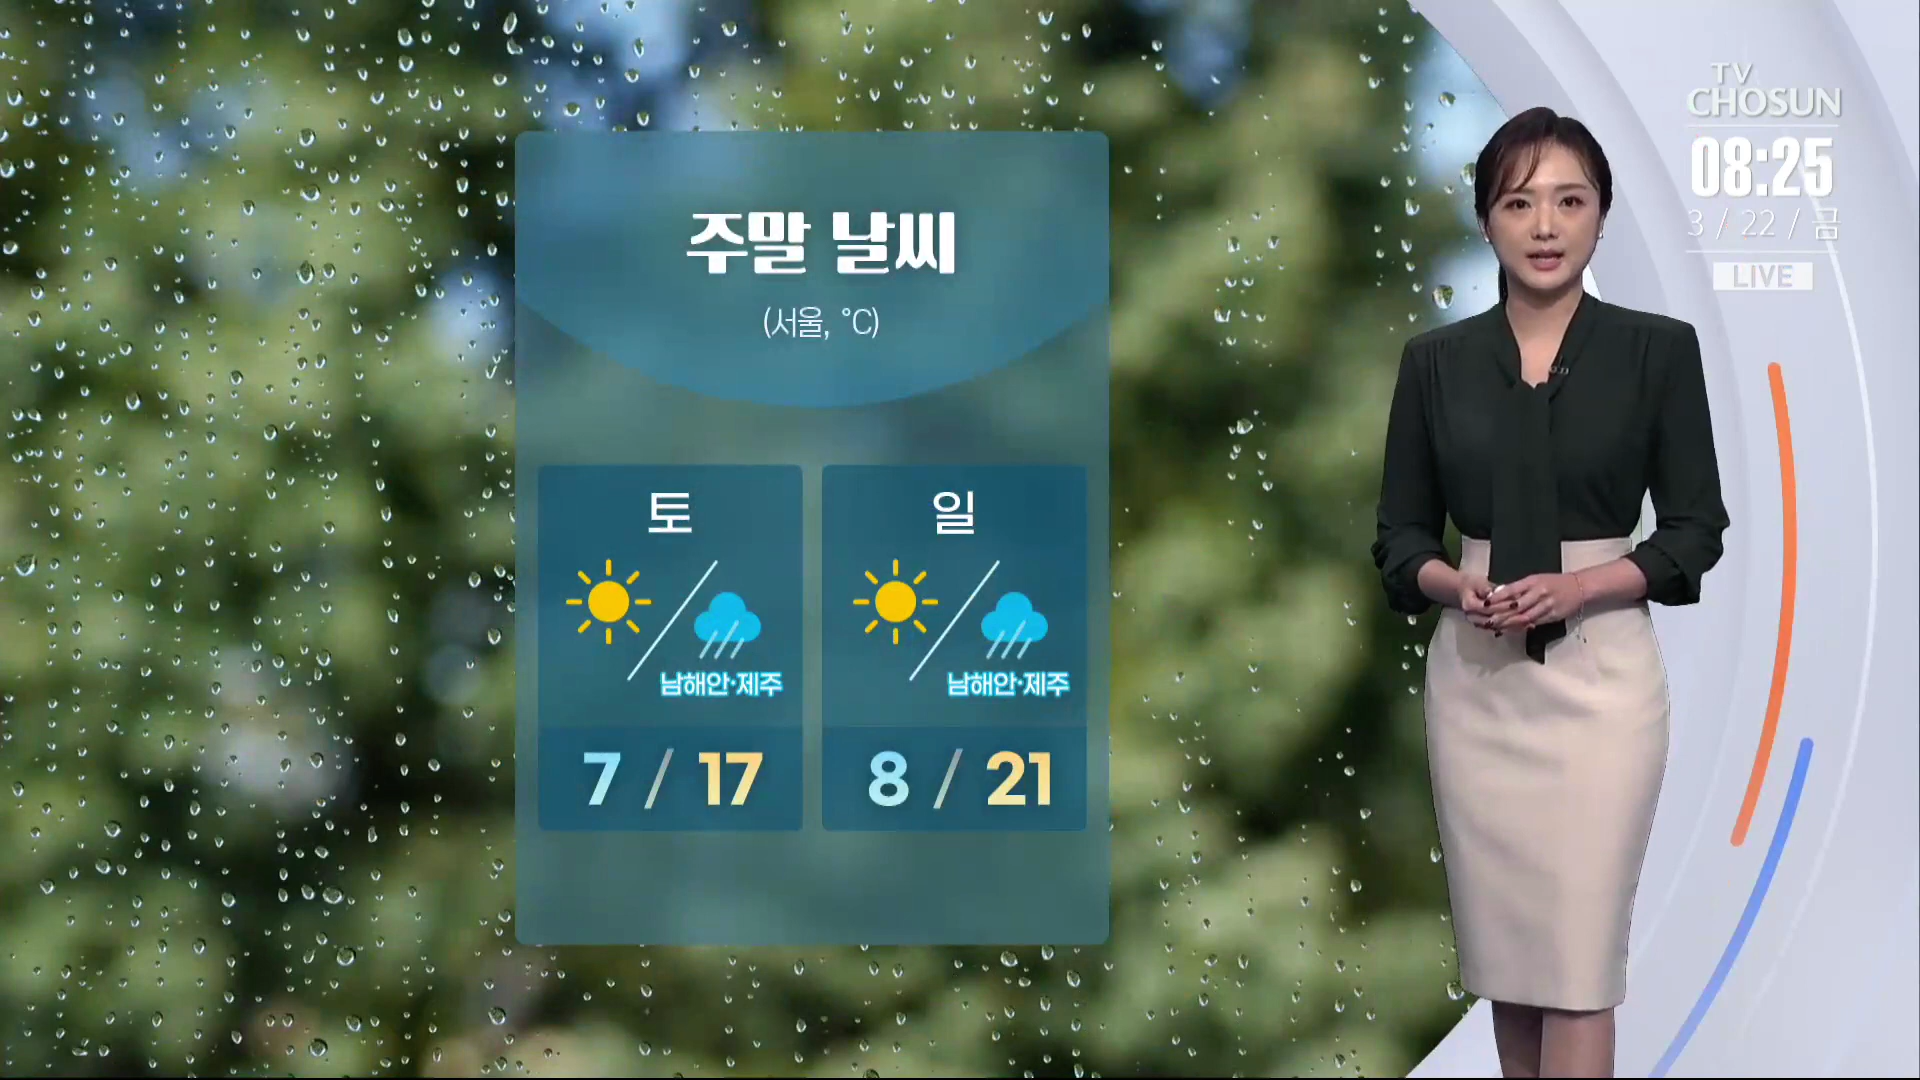 주말 날씨
(서울, °C)
토
남해안·제주
7 / 17
일
남해안·제주
8 / 21
TV
CHOSUN
08:25
3 / 22 / 금
LIVE